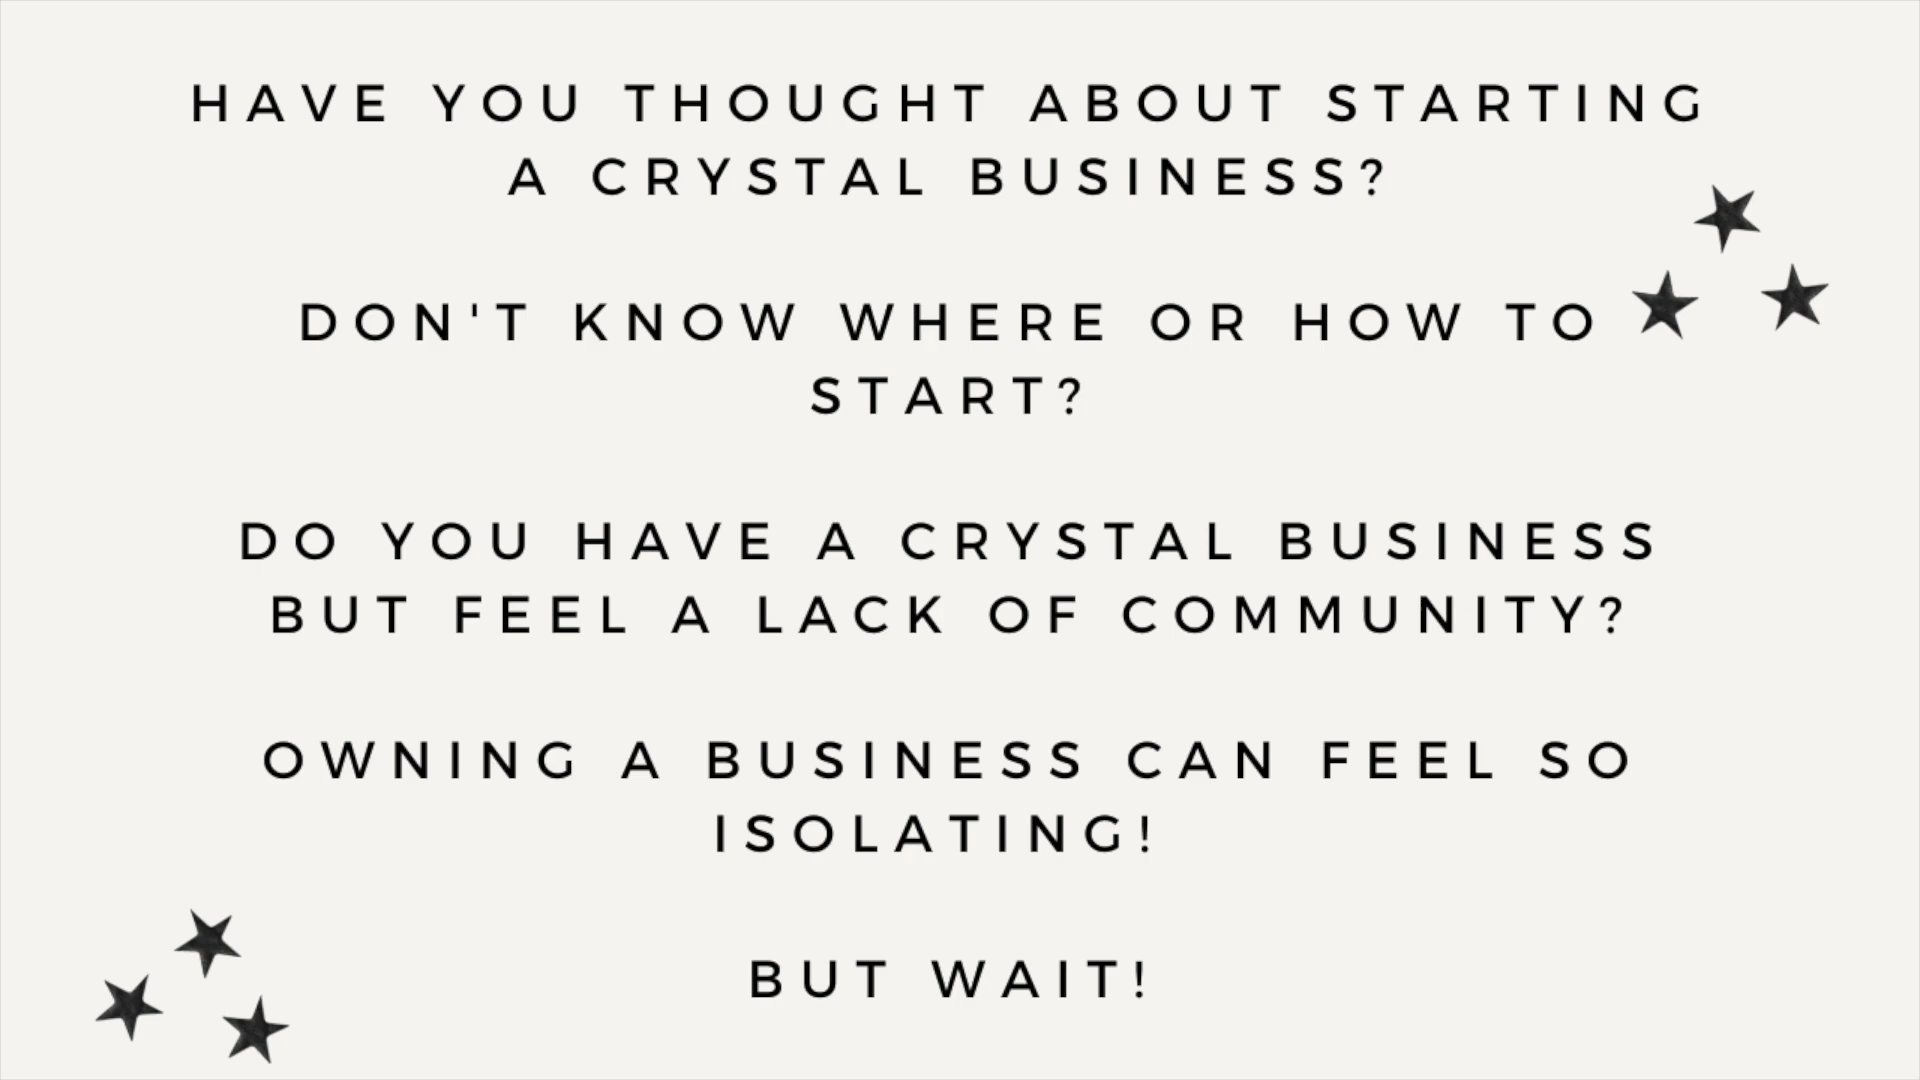 HAVE YOU THOUGHT ABOUT STARTING
A CRYSTAL BUSINESS?
DON'T KNOW WHERE OR HOW TO
START?
DO YOU HAVE A CRYSTAL BUSINESS
BUT FEEL A LACK OF COMMUNITY?
OWNING A BUSINESS CAN FEEL SO
ISOLATING!
BUT WAIT!